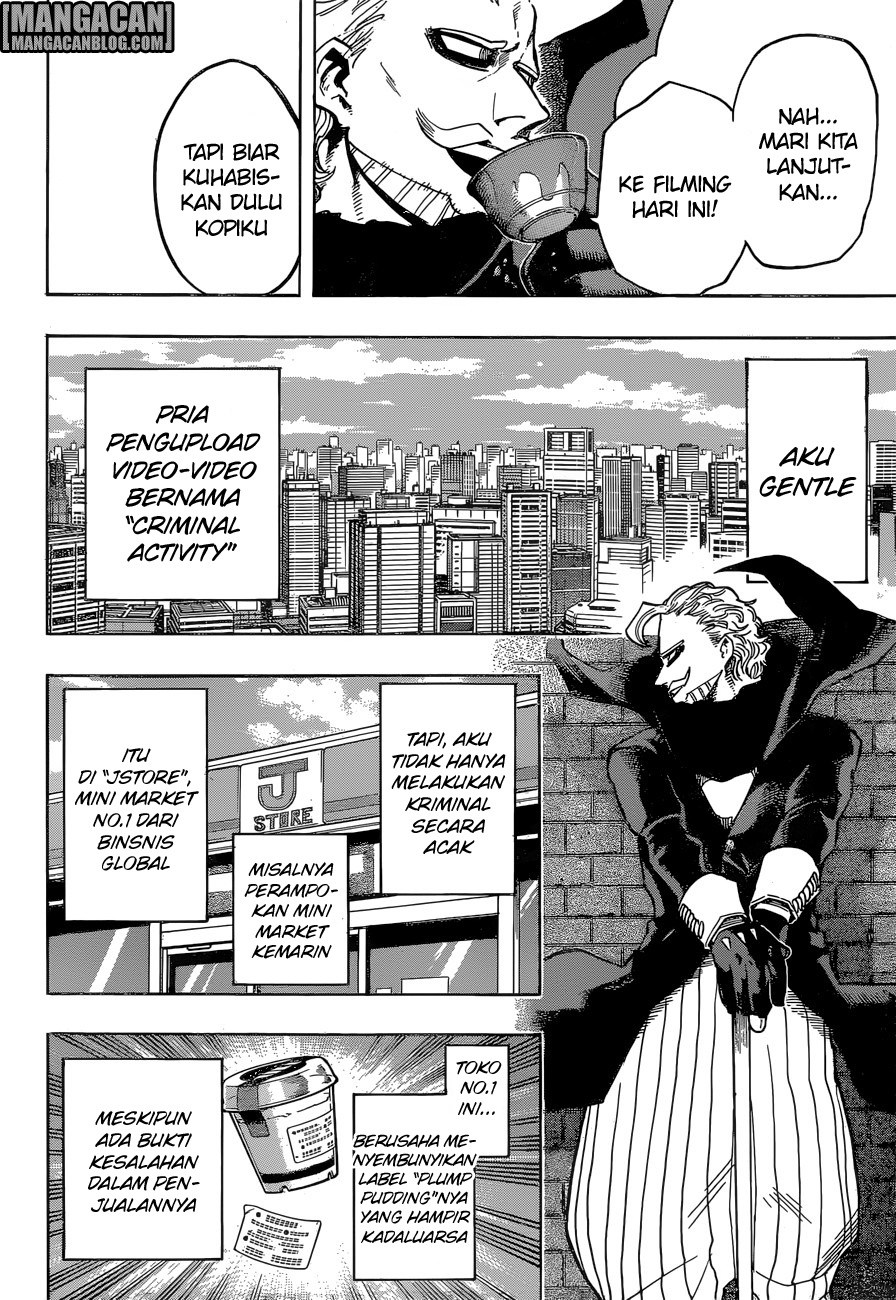 MANGACAN
MANGACANBLOG.COM
NAH...
MARI KITA
LANJUT-
KAN...
KE FILMING
HARI INI!
TAPI BIAR
KUHABIS-
KAN DULU
KOPIKU
AKU
GENTLE
PRIA
PENGUPLOAD
VIDEO-VIDEO
BERNAMA
"CRIMINAL
ACTIVITY"
TAPI, AKU
TIDAK HANYA
MELAKUKAN
KRIMINAL
SECARA
ACAK
J
STORE
MISALNYA
PERAMPO-
KAN MINI
MARKET
KEMARIN
ITU
DI "JSTORE",
MINI MARKET
NO.1 DARI
BINSNIS
GLOBAL
TOKO
NO.1
INI...
BERUSAHA ME-
NYEMBUNYIKAN
LABEL "PLUMP
PUDDING"NYA
YANG HAMPIR
KADALUARSA
MESKIPUN
ADA BUKTI
KESALAHAN
DALAM PEN-
JUALANNYA